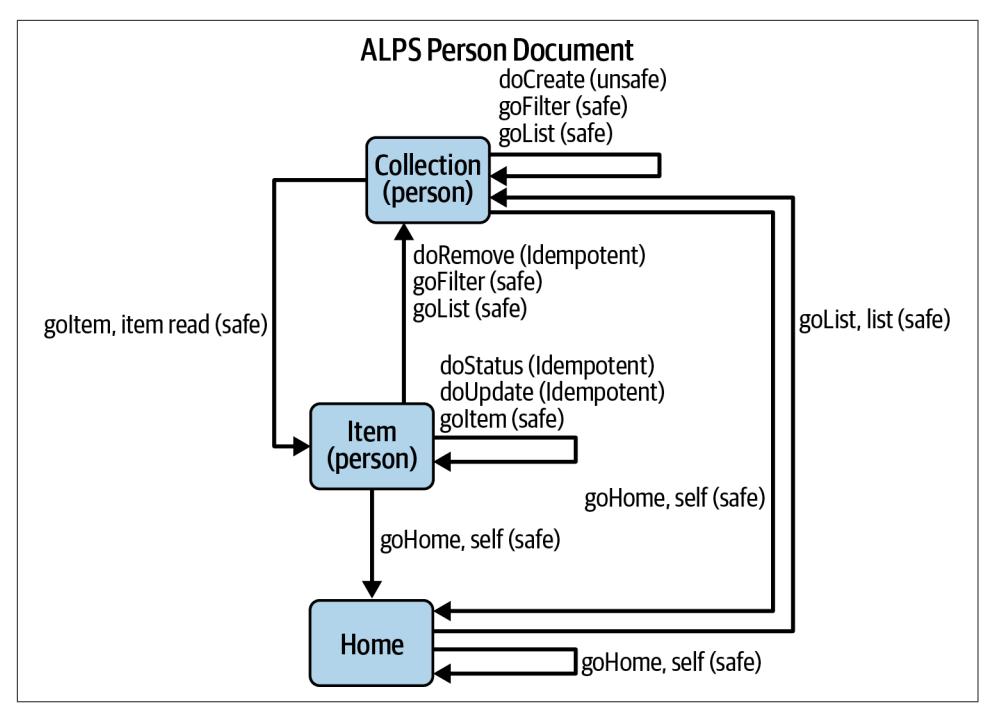 ALPS Person Document
doCreate (unsafe)
goFilter (safe)
goList (safe)
Collection
(person)
doRemove (Idempotent)
goFilter (safe)
goList (safe)
goItem, item read (safe)
goList, list (safe)
doStatus (Idempotent)
doUpdate (Idempotent)
goItem (safe)
Item
(person)
goHome, self (safe)
goHome, self (safe)
Home
goHome, self (safe)